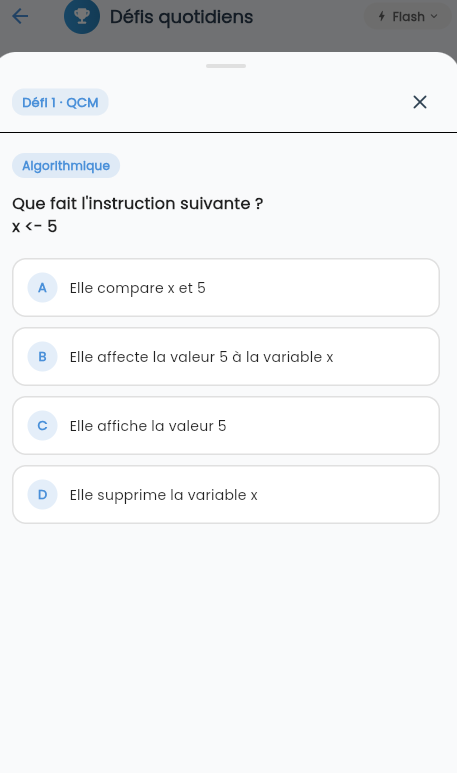 Défis quotidiens
Flash
Défi 1 · QCM
Algorithmique
Que fait l'instruction suivante ?
x <- 5
A Elle compare x et 5
B Elle affecte la valeur 5 à la variable x
C Elle affiche la valeur 5
D Elle supprime la variable x